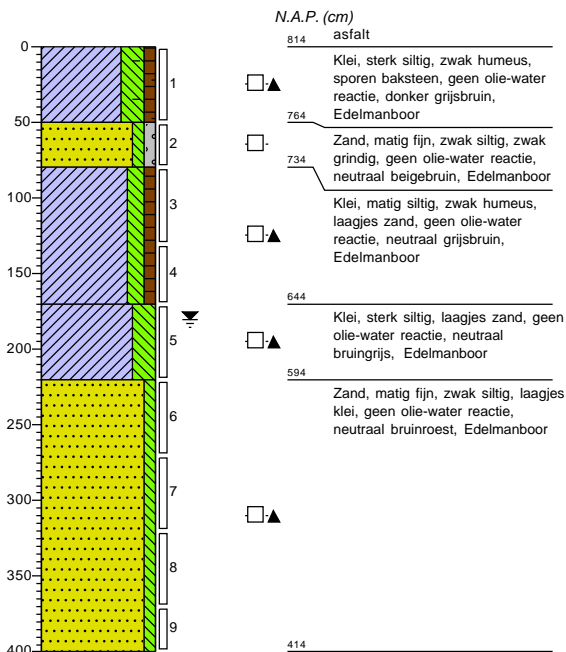 N.A.P. (cm)
0
814 asfalt
Klei, sterk siltig, zwak humeus,
sporen baksteen, geen olie-water
reactie, donker grijsbruin,
Edelmanboor
1
50
764
Zand, matig fijn, zwak siltig, zwak
grindig, geen olie-water reactie,
neutraal beigebruin, Edelmanboor
2
734
Klei, matig siltig, zwak humeus,
laagjes zand, geen olie-water
reactie, neutraal grijsbruin,
Edelmanboor
100
3
150
4
644
Klei, sterk siltig, laagjes zand, geen
olie-water reactie, neutraal
bruingrijs, Edelmanboor
5
200
594
Zand, matig fijn, zwak siltig, laagjes
klei, geen olie-water reactie,
neutraal bruinroest, Edelmanboor
6
250
7
300
8
350
9
400
414